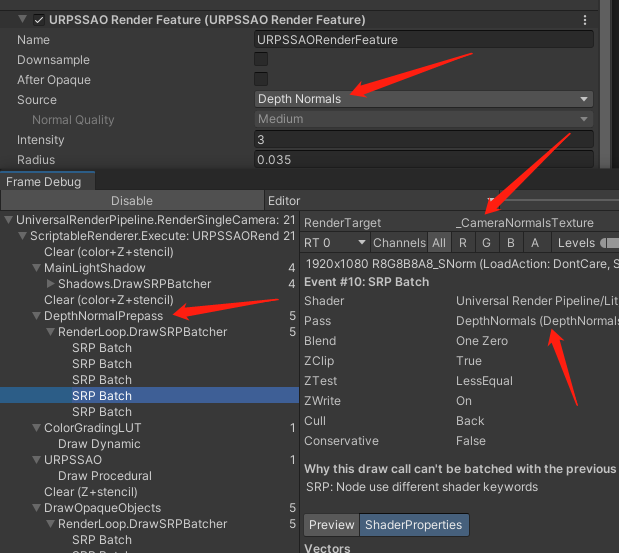 URPSSAO Render Feature (URPSSAO Render Feature)
Name URPSSAORenderFeature
Downsample
After Opaque
Source Depth Normals
Normal Quality Medium
Intensity 3
Radius 0.035
Frame Debug
Disable Editor
UniversalRenderPipeline.RenderSingleCamera: 21
ScriptableRenderer.Execute: URPSSAORend 21
Clear (color+Z+stencil)
MainLightShadow 4
Shadows.DrawSRPBatcher 4
Clear (color+Z+stencil)
DepthNormalPrepass 5
RenderLoop.DrawSRPBatcher 5
SRP Batch
SRP Batch
SRP Batch
SRP Batch
SRP Batch
ColorGradingLUT 1
Draw Dynamic
URPSSAO 1
Draw Procedural
Clear (Z+stencil)
DrawOpaqueObjects 5
RenderLoop.DrawSRPBatcher 5
SRP Batch
SRP Batch
RenderTarget _CameraNormalsTexture
RT 0 Channels All R G B A Levels
1920x1080 R8G8B8A8_SNorm (LoadAction: DontCare, S
Event #10: SRP Batch
Shader Universal Render Pipeline/Lit
Pass DepthNormals (DepthNormals
Blend One Zero
ZClip True
ZTest LessEqual
ZWrite On
Cull Back
Conservative False
Why this draw call can't be batched with the previous
SRP: Node use different shader keywords
Preview ShaderProperties
Vectors